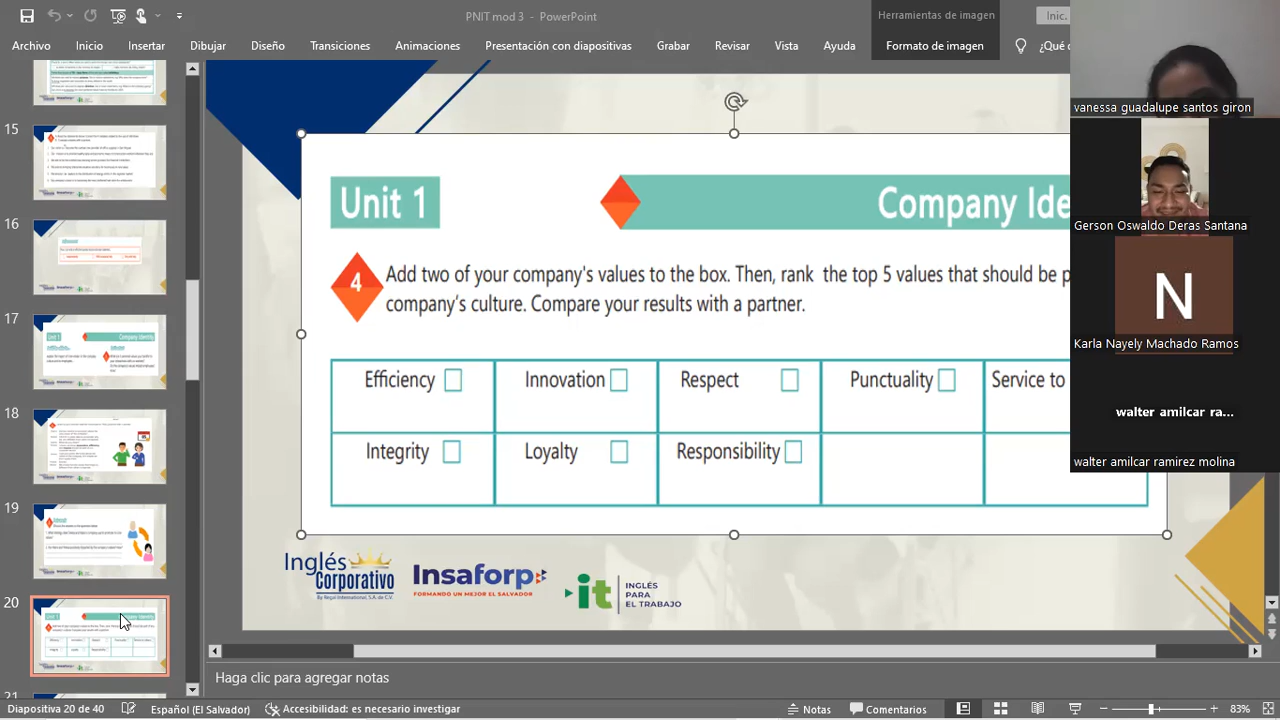 PNIT mod 3 - PowerPoint
Herramientas de imagen
Inic.
Archivo Inicio Insertar Dibujar Diseño Transiciones Animaciones Presentación con diapositivas Grabar Revisar Vista Ayuda Formato de imagen ¿Qué
15
16
17
Unit 1 Company Identity
18
19
20
Unit 1
21
Unit 1
Company Ide
4
Add two of your company's values to the box. Then, rank the top 5 values that should be p
company's culture. Compare your results with a partner.
Efficiency Innovation Respect Punctuality Service to
Integrity Loyalty Responsibility
Inglés
Corporativo
By Regal International, S.A. de C.V.
Insaforp
FORMANDO UN MEJOR EL SALVADOR
it
INGLÉS
PARA
EL TRABAJO
vanessa guadalupe santos giron
Gerson Oswaldo Deras Santana
N
Karla Nayely Machado Ramos
walter amilcar ra...
walter amilcar ramirez molina
Haga clic para agregar notas
Diapositiva 20 de 40 Español (El Salvador) Accesibilidad: es necesario investigar Notas Comentarios 83%